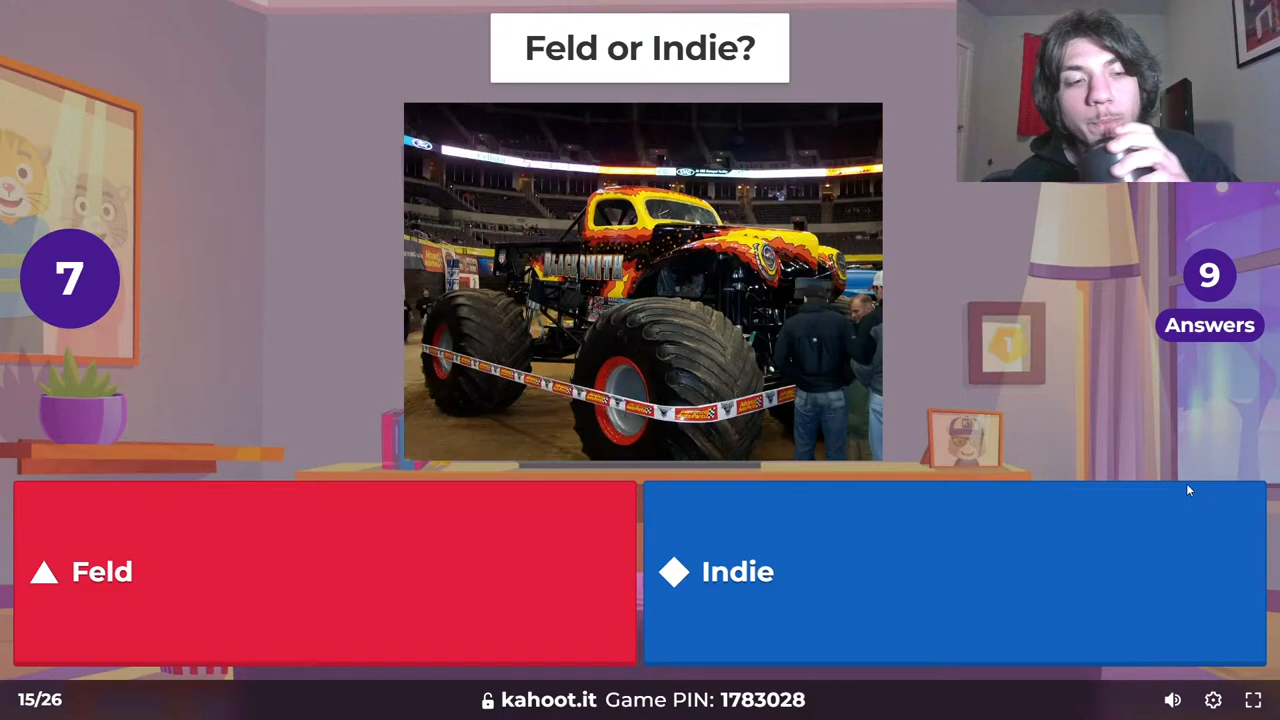 Feld or Indie?
BLACKSMITH
7
9
Answers
Feld
Indie
15/26
kahoot.it Game PIN: 1783028